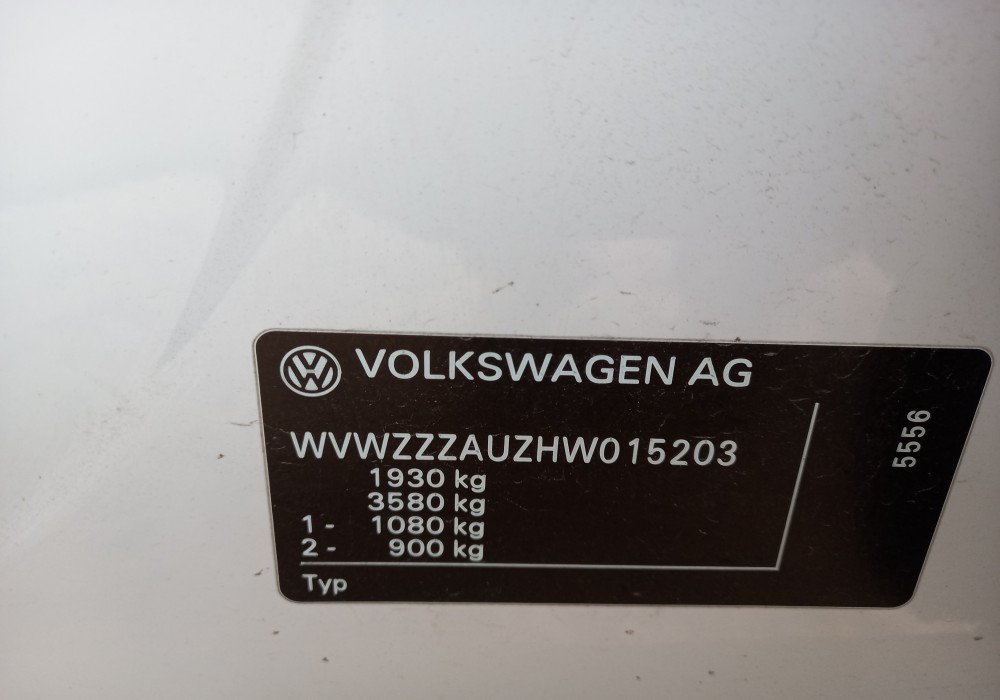 VOLKSWAGEN AG
WVWZZZAUZHW015203
1930 kg
3580 kg
1 - 1080 kg
2 - 900 kg
Typ
5556